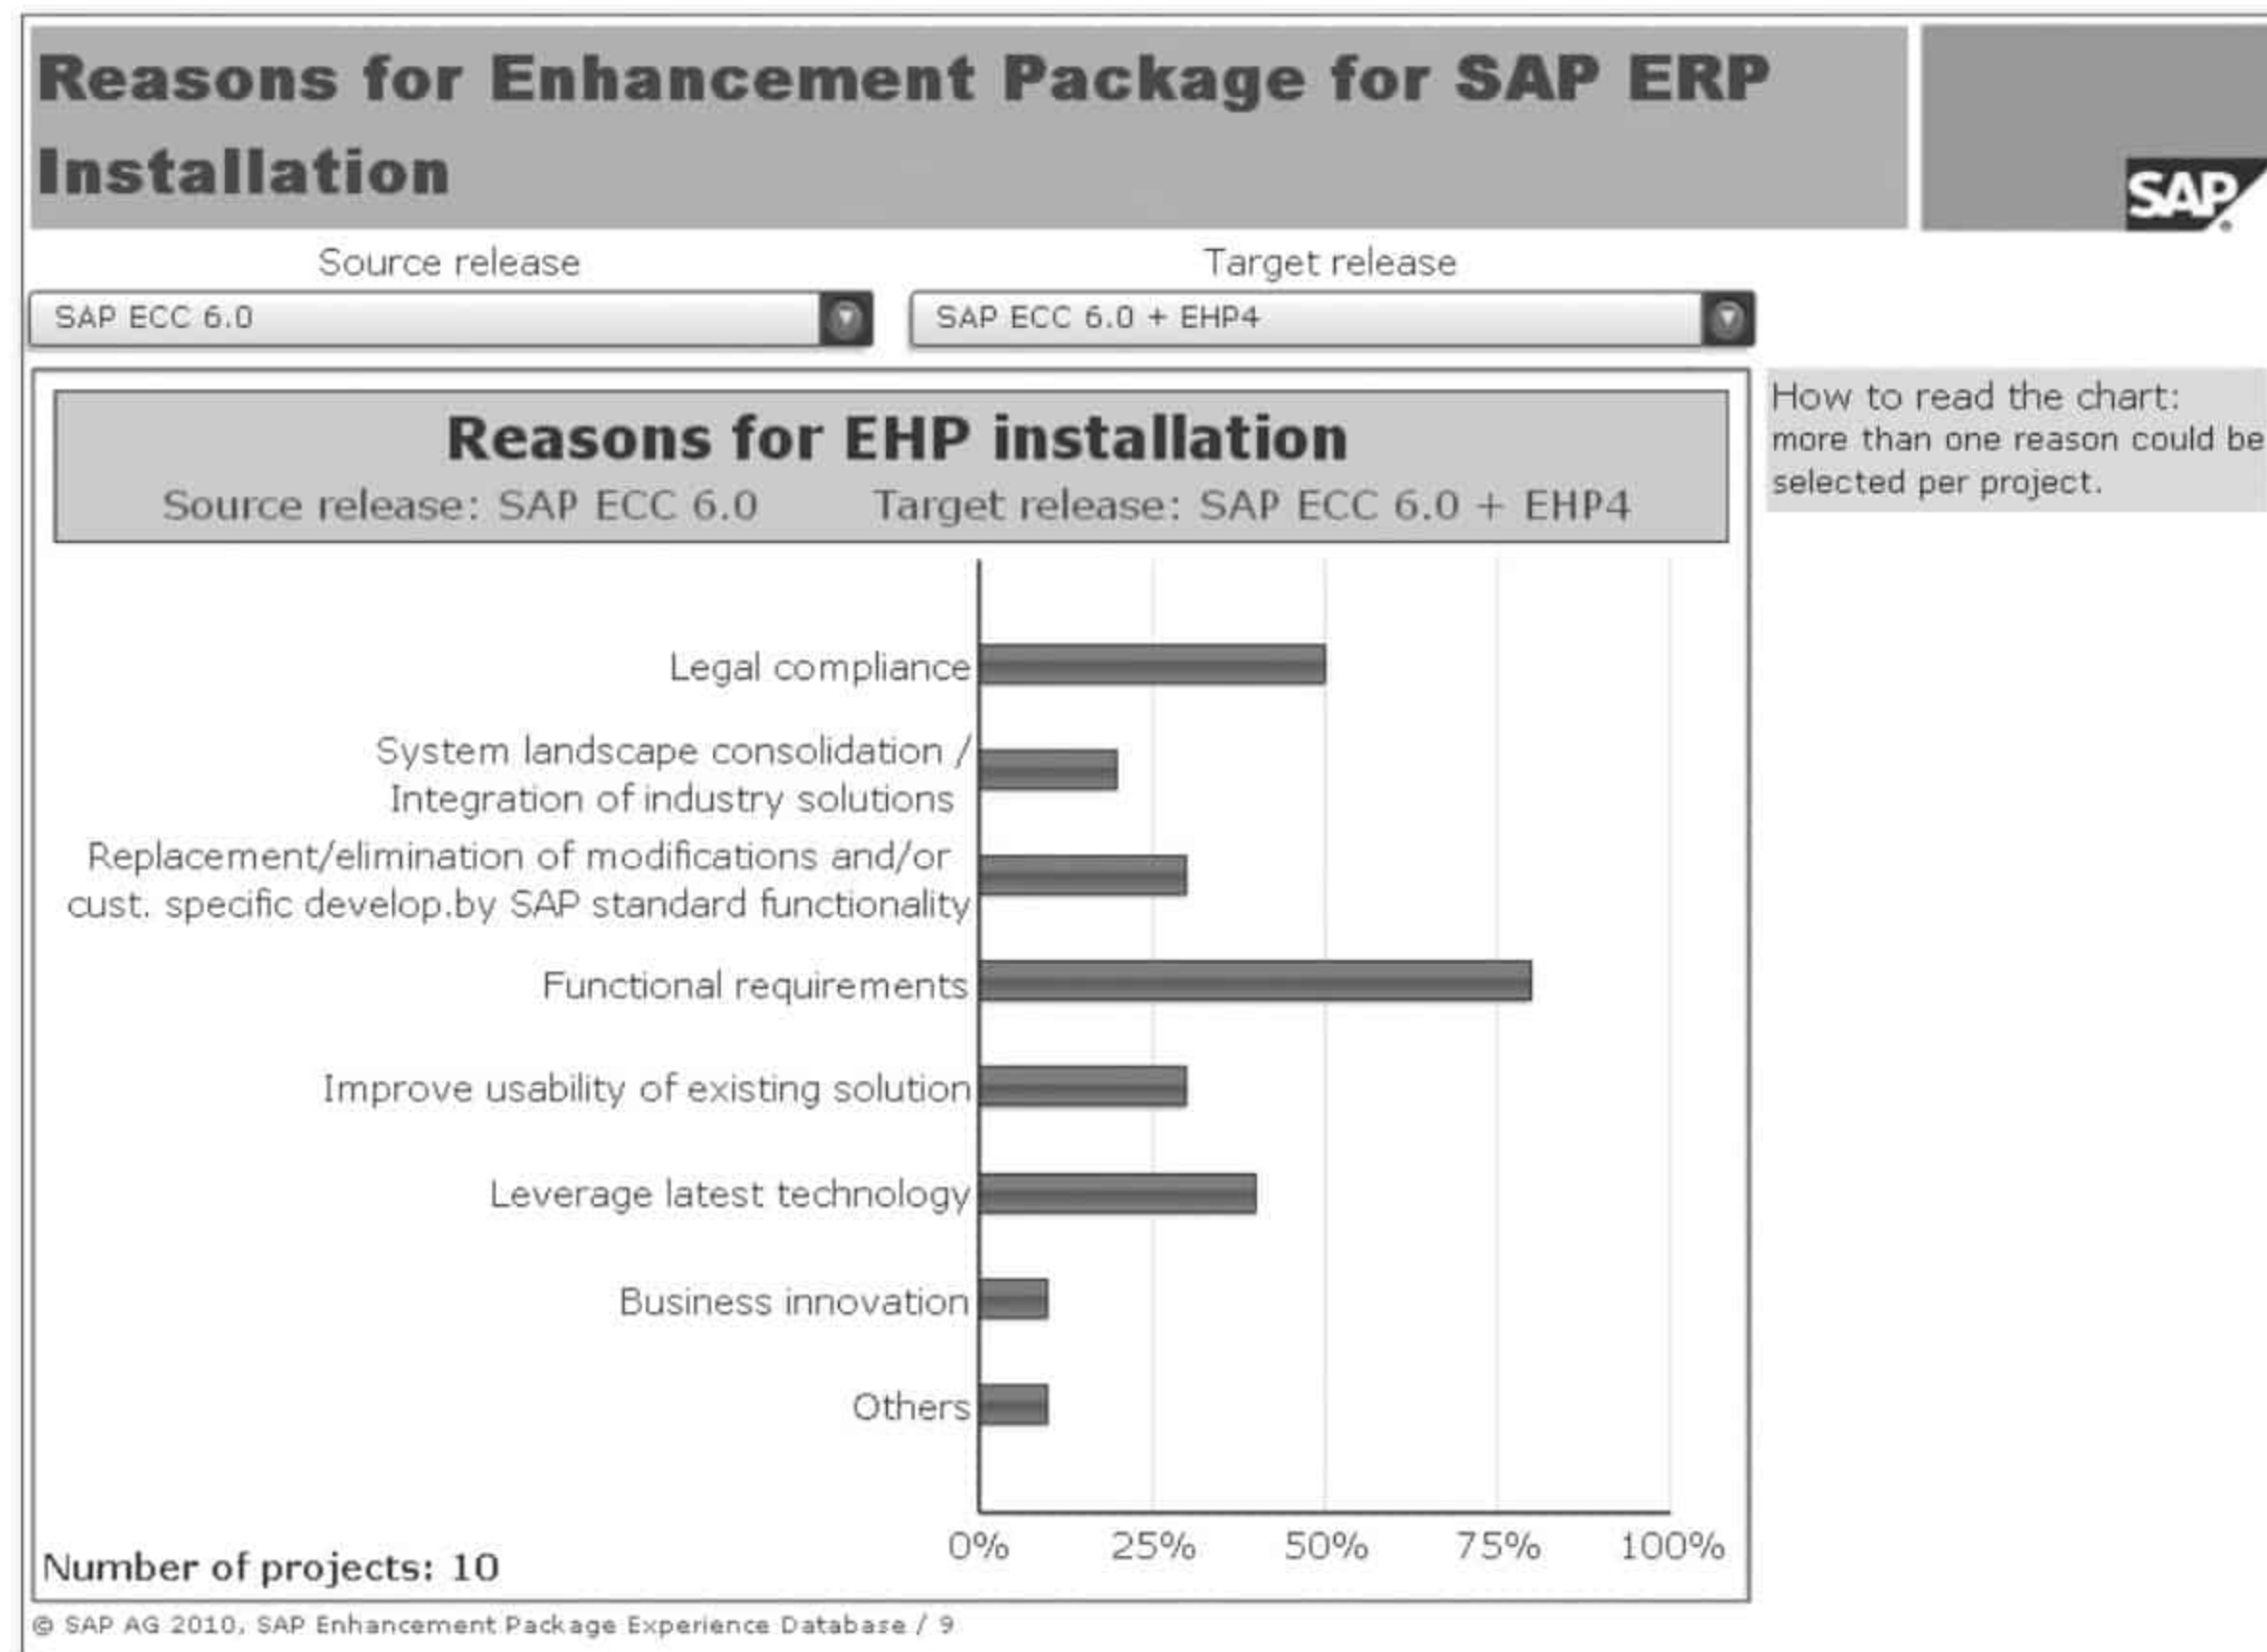 Reasons for Enhancement Package for SAP ERP
Installation
SAP
Source release
Target release
SAP ECC 6.0
SAP ECC 6.0 + EHP4
How to read the chart:
more than one reason could be
selected per project.
Reasons for EHP installation
Source release: SAP ECC 6.0
Target release: SAP ECC 6.0 + EHP4
Legal compliance
System landscape consolidation /
Integration of industry solutions
Replacement/elimination of modifications and/or
cust. specific develop.by SAP standard functionality
Functional requirements
Improve usability of existing solution
Leverage latest technology
Business innovation
Others
0% 25% 50% 75% 100%
Number of projects: 10
© SAP AG 2010, SAP Enhancement Package Experience Database / 9